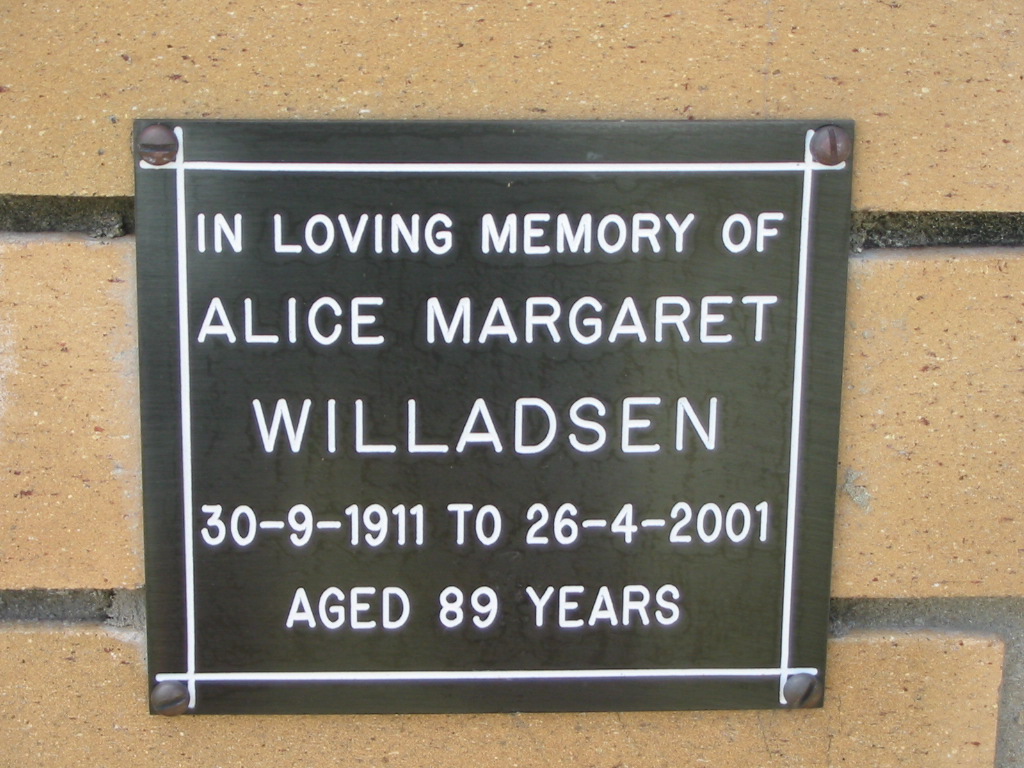 IN LOVING MEMORY OF
ALICE MARGARET
WILLADSEN
30-9-1911 TO 26-4-2001
AGED 89 YEARS